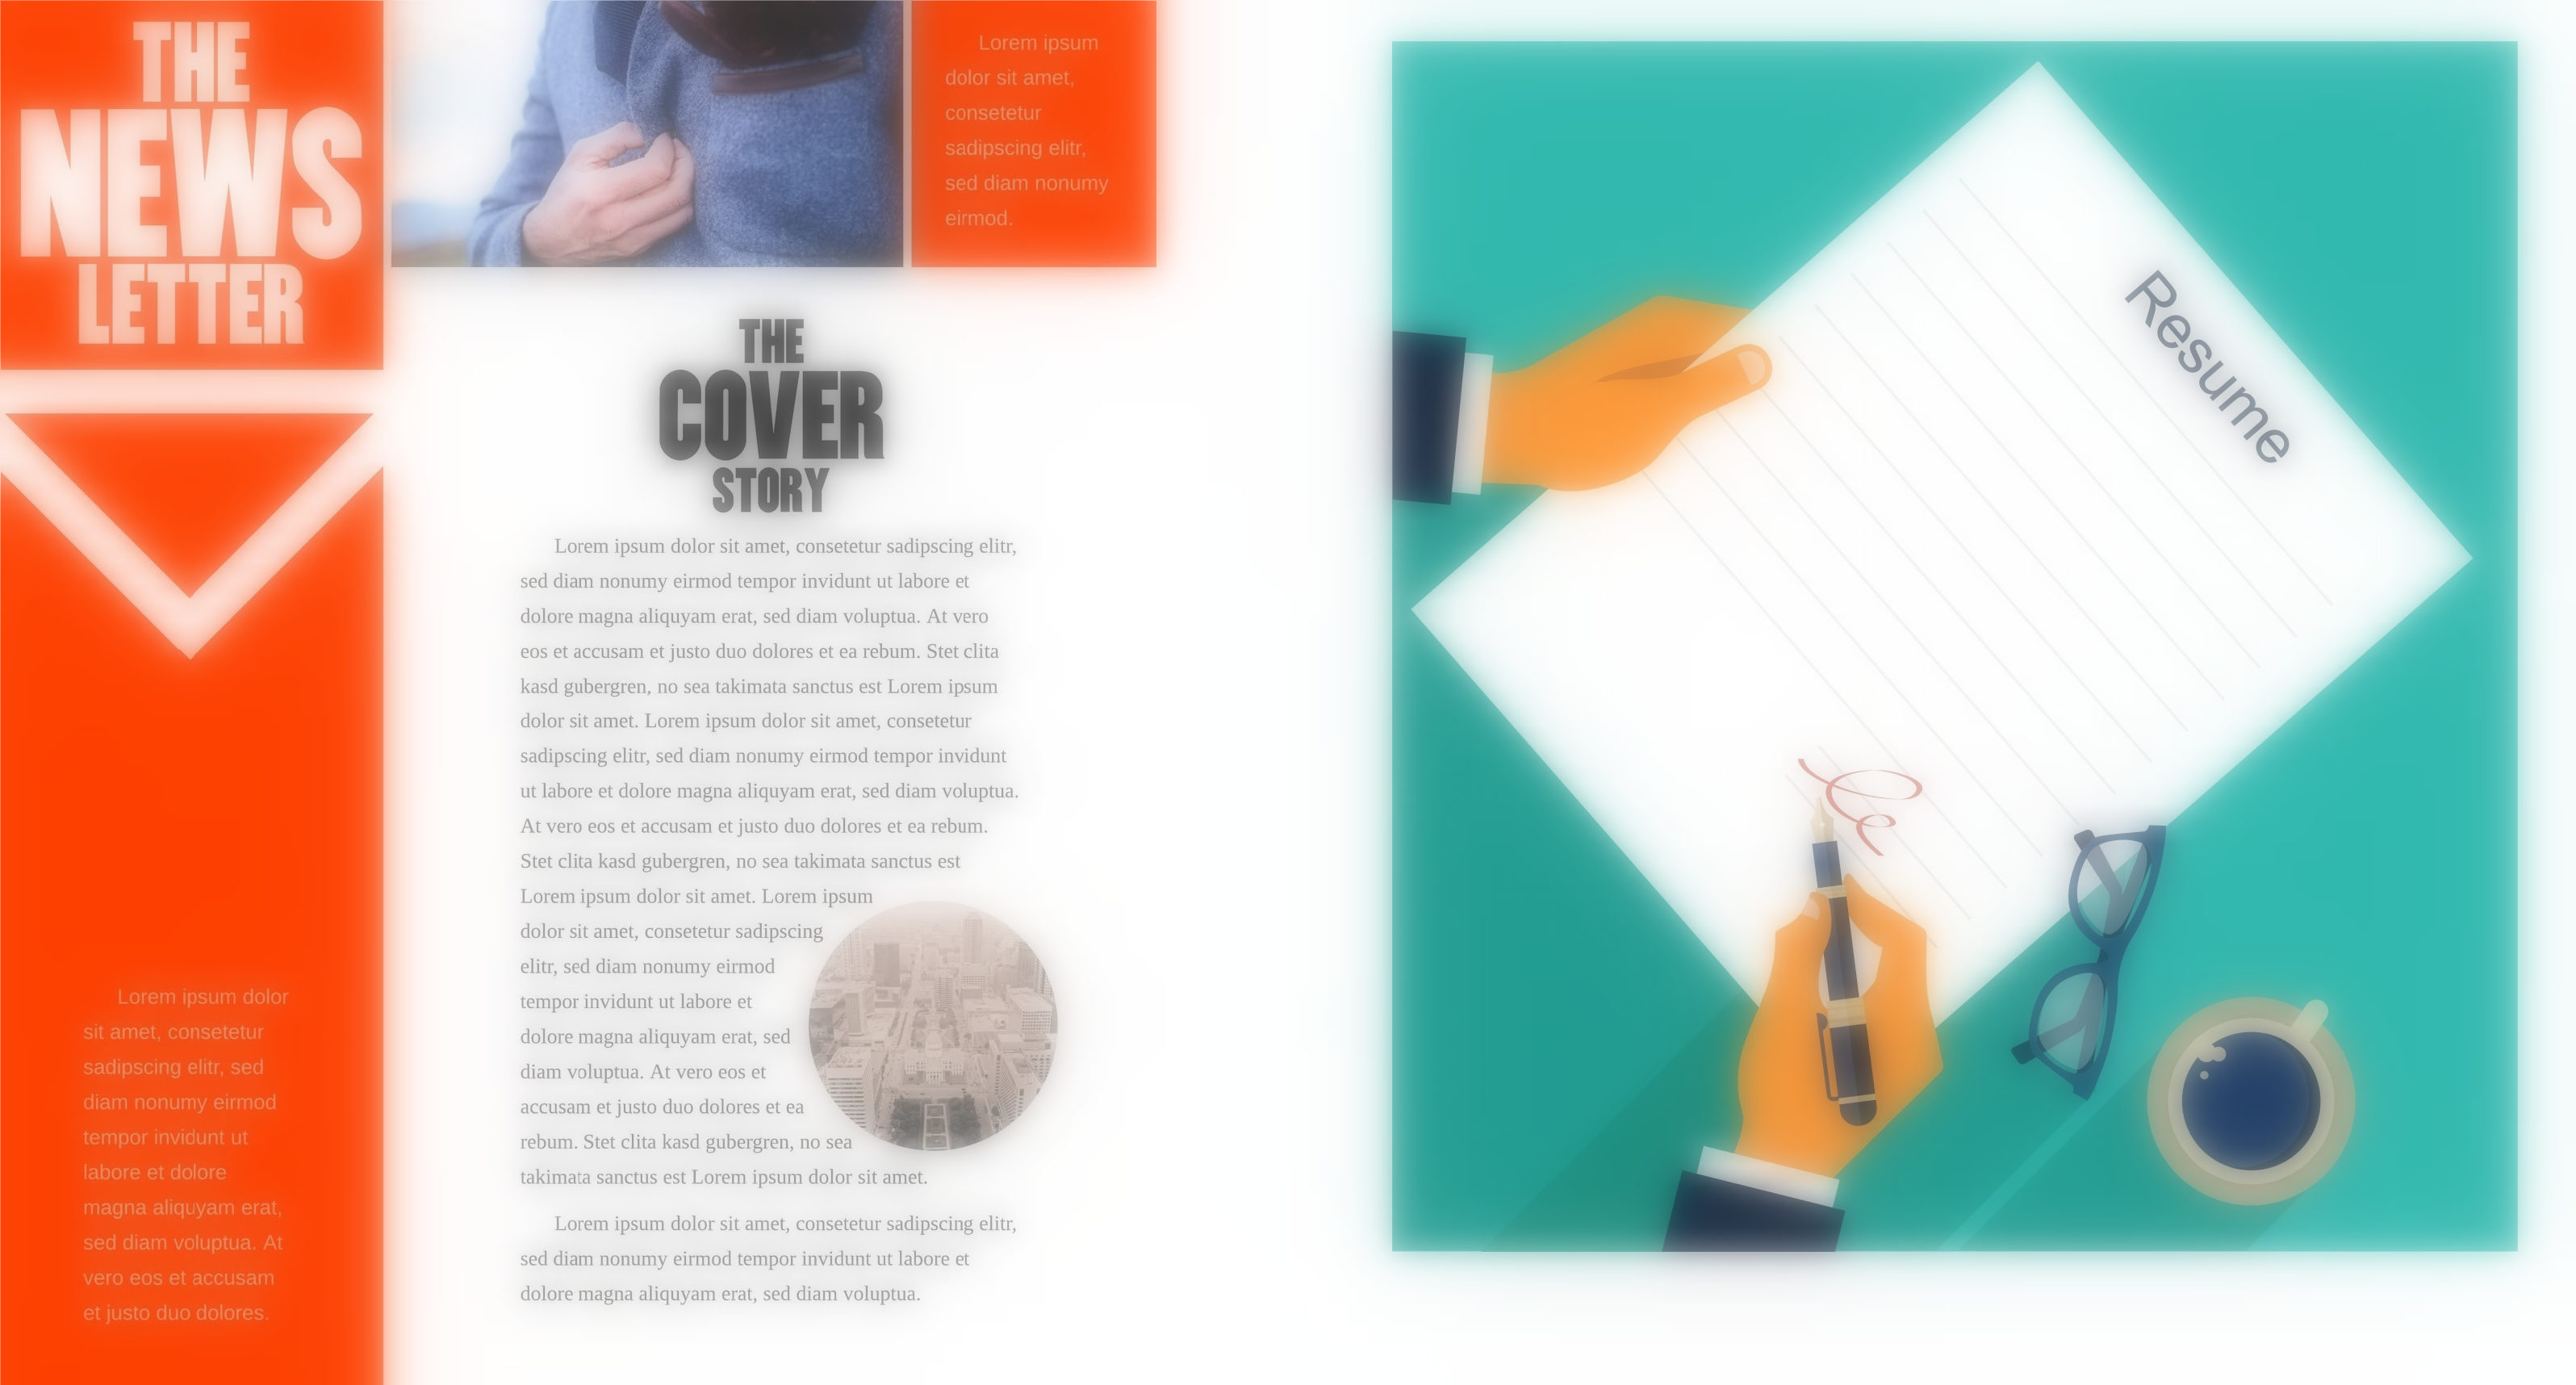 THE
NEWS
LETTER
Lorem ipsum dolor
sit amet, consetetur
sadipscing elitr, sed
diam nonumy eirmod
tempor invidunt ut
labore et dolore
magna aliquyam erat,
sed diam voluptua. At
vero eos et accusam
et justo duo dolores.
Lorem ipsum
dolor sit amet,
consetetur
sadipscing elitr,
sed diam nonumy
eirmod.
THE
COVER
STORY
Lorem ipsum dolor sit amet, consetetur sadipscing elitr,
sed diam nonumy eirmod tempor invidunt ut labore et
dolore magna aliquyam erat, sed diam voluptua. At vero
eos et accusam et justo duo dolores et ea rebum. Stet clita
kasd gubergren, no sea takimata sanctus est Lorem ipsum
dolor sit amet. Lorem ipsum dolor sit amet, consetetur
sadipscing elitr, sed diam nonumy eirmod tempor invidunt
ut labore et dolore magna aliquyam erat, sed diam voluptua.
At vero eos et accusam et justo duo dolores et ea rebum.
Stet clita kasd gubergren, no sea takimata sanctus est
Lorem ipsum dolor sit amet. Lorem ipsum
dolor sit amet, consetetur sadipscing
elitr, sed diam nonumy eirmod
tempor invidunt ut labore et
dolore magna aliquyam erat, sed
diam voluptua. At vero eos et
accusam et justo duo dolores et ea
rebum. Stet clita kasd gubergren, no sea
takimata sanctus est Lorem ipsum dolor sit amet.
Lorem ipsum dolor sit amet, consetetur sadipscing elitr,
sed diam nonumy eirmod tempor invidunt ut labore et
dolore magna aliquyam erat, sed diam voluptua.
Resume